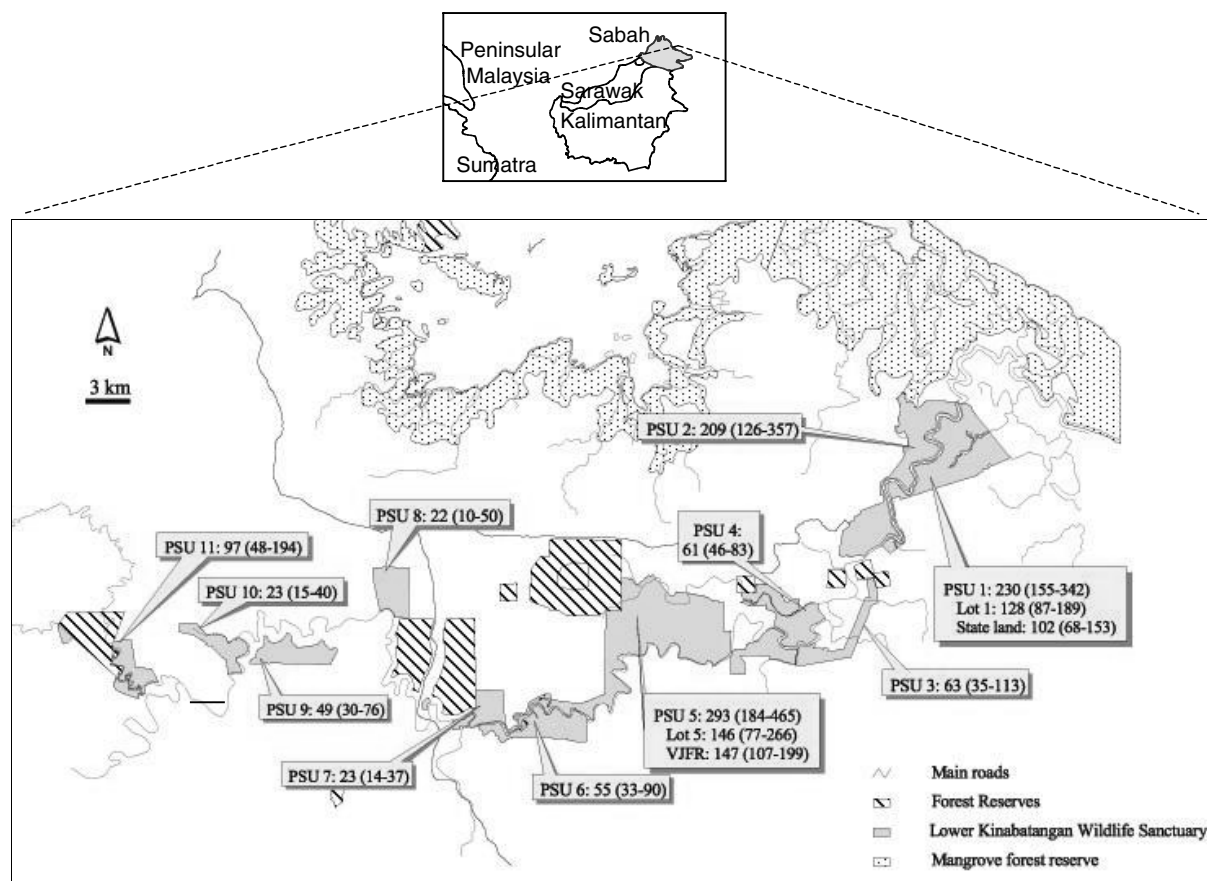 Sabah
Peninsular
Malaysia
Sarawak
Kalimantan
Sumatra
N
3 km
PSU 2: 209 (126-357)
PSU 8: 22 (10-50)
PSU 4:
61 (46-83)
PSU 11: 97 (48-194)
PSU 10: 23 (15-40)
PSU 1: 230 (155-342)
Lot 1: 128 (87-189)
State land: 102 (68-153)
PSU 3: 63 (35-113)
PSU 9: 49 (30-76)
PSU 5: 293 (184-465)
Lot 5: 146 (77-266)
VJFR: 147 (107-199)
PSU 7: 23 (14-37)
PSU 6: 55 (33-90)
Main roads
Forest Reserves
Lower Kinabatangan Wildlife Sanctuary
Mangrove forest reserve